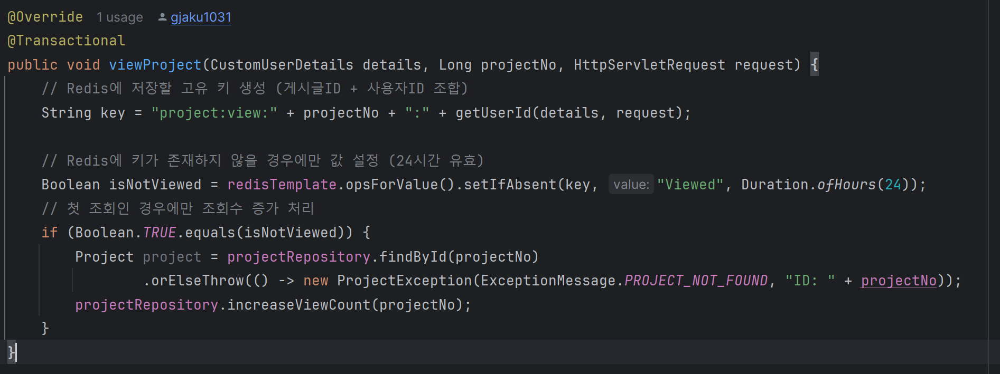 @Override 1 usage gjaku1031
@Transactional
public void viewProject(CustomUserDetails details, Long projectNo, HttpServletRequest request) {
// Redis에 저장할 고유 키 생성 (게시글ID + 사용자ID 조합)
String key = "project:view:" + projectNo + ":" + getUserId(details, request);
// Redis에 키가 존재하지 않을 경우에만 값 설정 (24시간 유효)
Boolean isNotViewed = redisTemplate.opsForValue().setIfAbsent(key, value: "Viewed", Duration.ofHours(24));
// 첫 조회인 경우에만 조회수 증가 처리
if (Boolean.TRUE.equals(isNotViewed)) {
Project project = projectRepository.findById(projectNo)
.orElseThrow(() -> new ProjectException(ExceptionMessage.PROJECT_NOT_FOUND, "ID: " + projectNo));
projectRepository.increaseViewCount(projectNo);
}
}